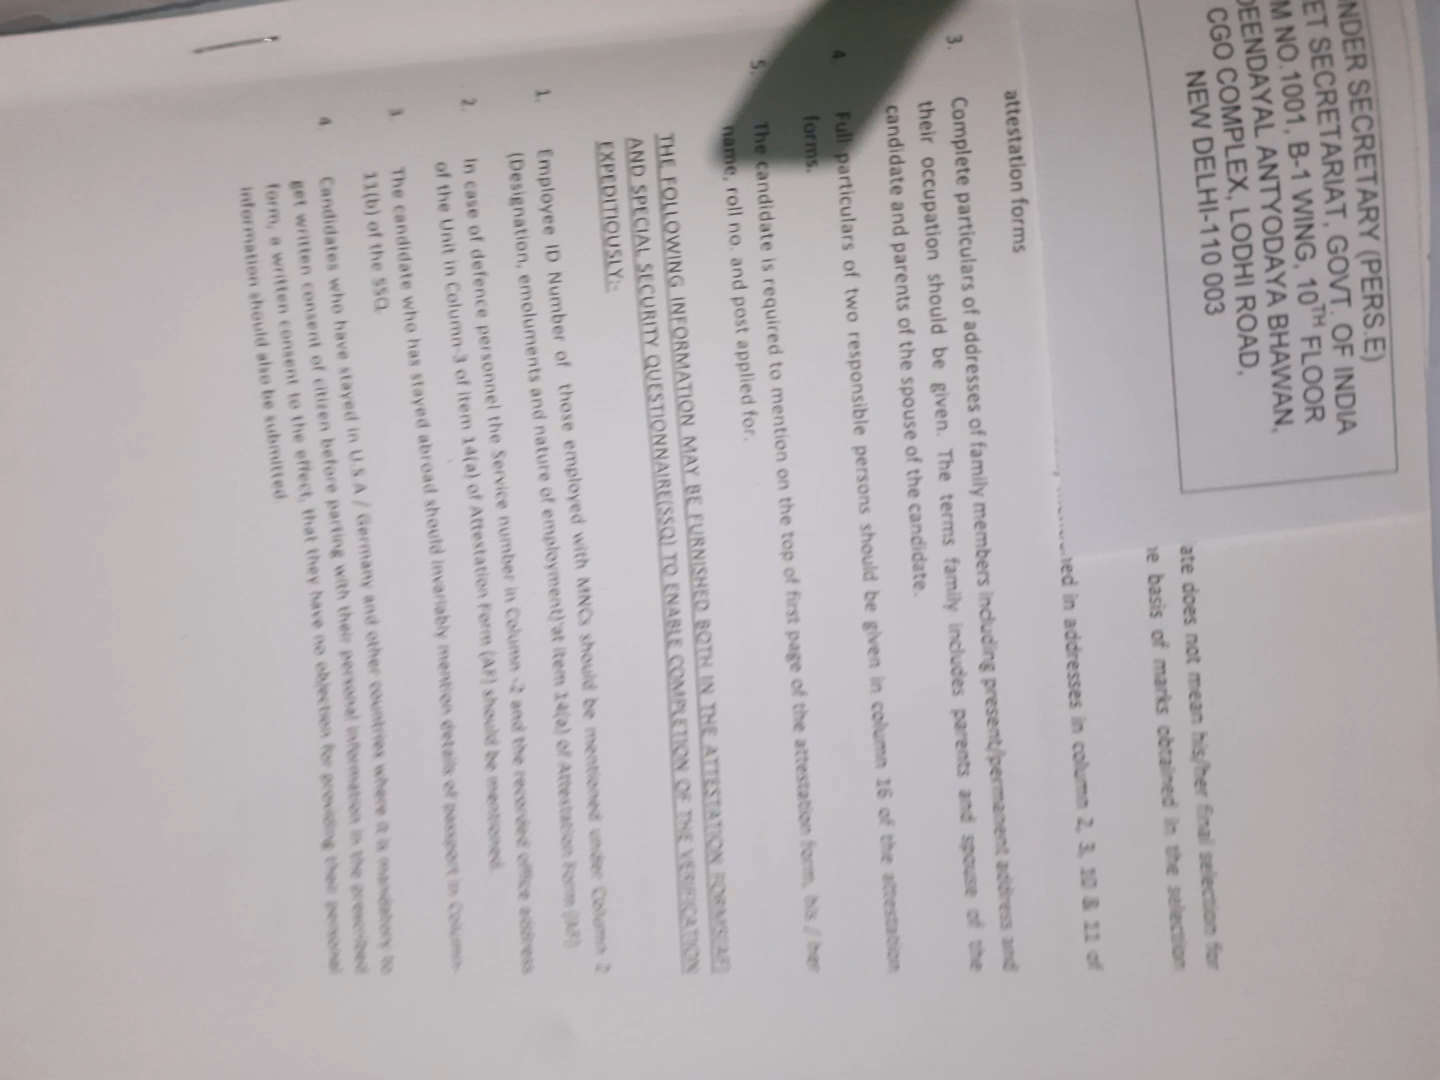 NDER SECRETARY (PERS.E)
ET SECRETARIAT, GOVT. OF INDIA
M NO.1001, B-1 WING, 10TH FLOOR
DEENDAYAL ANTYODAYA BHAWAN,
CGO COMPLEX, LODHI ROAD,
NEW DELHI-110 003
ate does not mean his/her final selection for
e basis of marks obtained in the selection
ned in addresses in column 2, 3, 10 & 11 of
attestation forms
3. Complete particulars of addresses of family members including present/permanent address and
their occupation should be given. The terms family includes parents and spouse of the
candidate and parents of the spouse of the candidate.
4. Full particulars of two responsible persons should be given in column 16 of the attestation
forms.
5. The candidate is required to mention on the top of first page of the attestation form, his / her
name, roll no. and post applied for.
THE FOLLOWING INFORMATION MAY BE FURNISHED BOTH IN THE ATTESTATION FORMS(AF)
AND SPECIAL SECURITY QUESTIONNAIRE(SSQ) TO ENABLE COMPLETION OF THE VERIFICATION
EXPEDITIOUSLY:-
1. Employee ID Number of those employed with MNCs should be mentioned under Column 2
(Designation, emoluments and nature of employment) at item 14(a) of Attestation Form (AF)
2. In case of defence personnel the Service number in Column -2 and the recorded office address
of the Unit in Column-3 of item 14(a) of Attestation Form (AF) should be mentioned.
3. The candidate who has stayed abroad should invariably mention details of passport in Column-
11(b) of the SSQ
4. Candidates who have stayed in U.S.A / Germany and other countries where it is mandatory to
get written consent of citizen before parting with their personal information in the prescribed
form, a written consent to the effect, that they have no objection for providing their personal
information should also be submitted